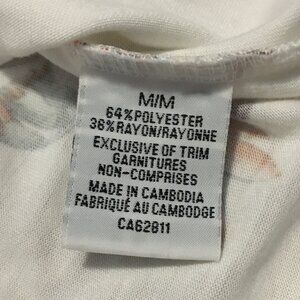 M/M
64%POLYESTER
36%RAYON/RAYONNE
EXCLUSIVE OF TRIM
GARNITURES
NON-COMPRISES
MADE IN CAMBODIA
FABRIQUÉ AU CAMBODGE
CA62811